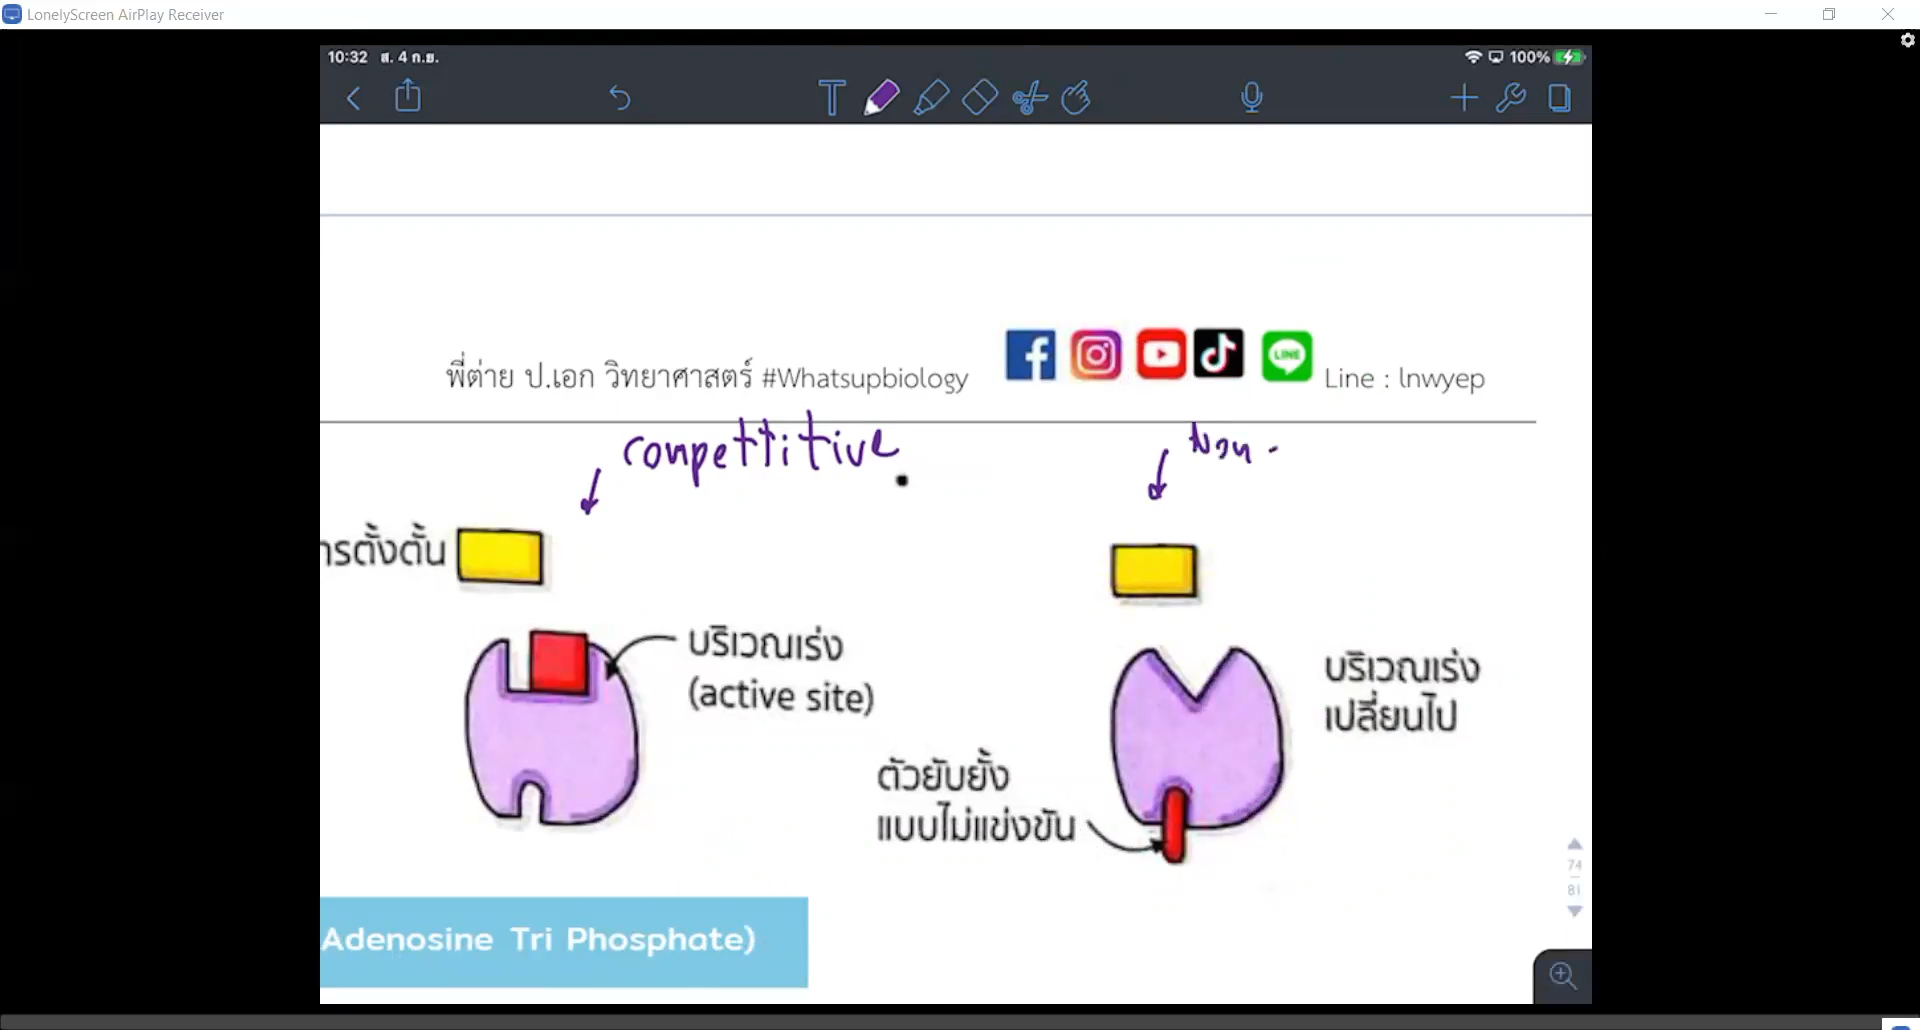 LonelyScreen AirPlay Receiver
10:32 ส. 4 ก.ย.
100%
พี่ต่าย ป.เอก วิทยาศาสตร์ #Whatsupbiology
LINE
Line : lnwyep
conpettitive
Non -
ารตั้งต้น
บริเวณเร่ง
(active site)
บริเวณเร่ง
เปลี่ยนไป
ตัวยับยั้ง
แบบไม่แข่งขัน
74
81
Adenosine Tri Phosphate)